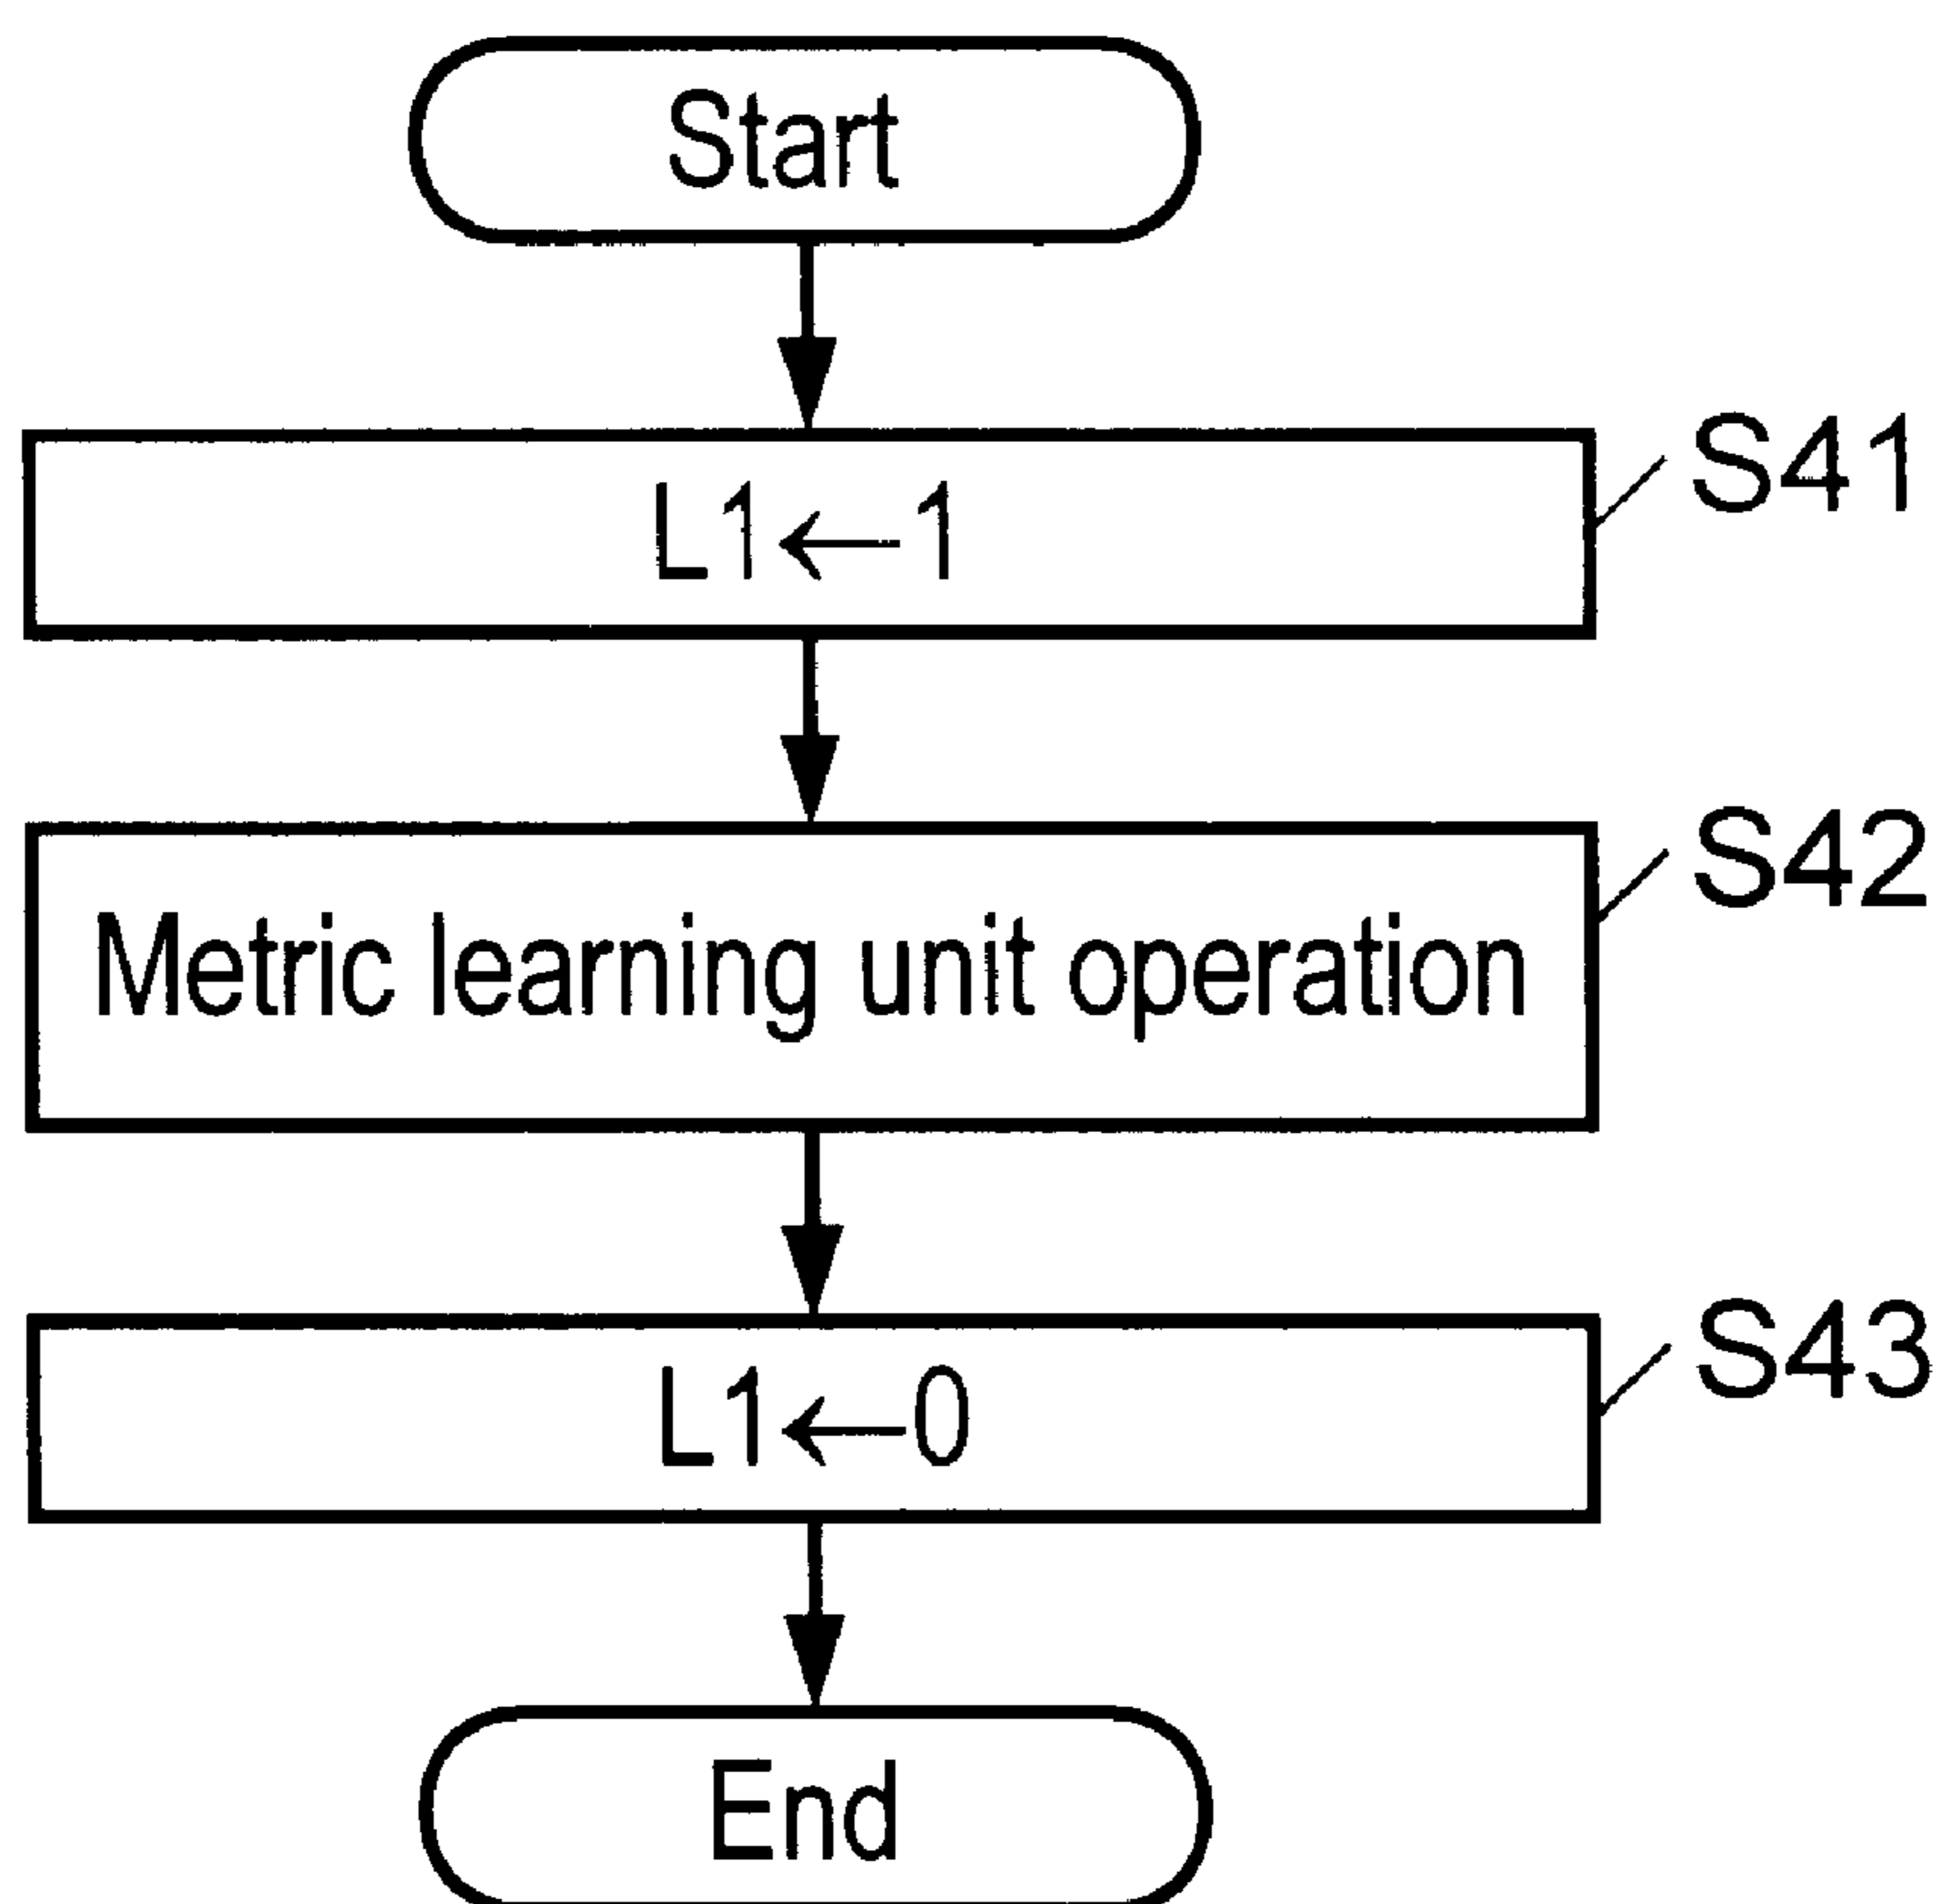 Start
L1←1
S41
Metric learning unit operation
S42
L1←0
S43
End